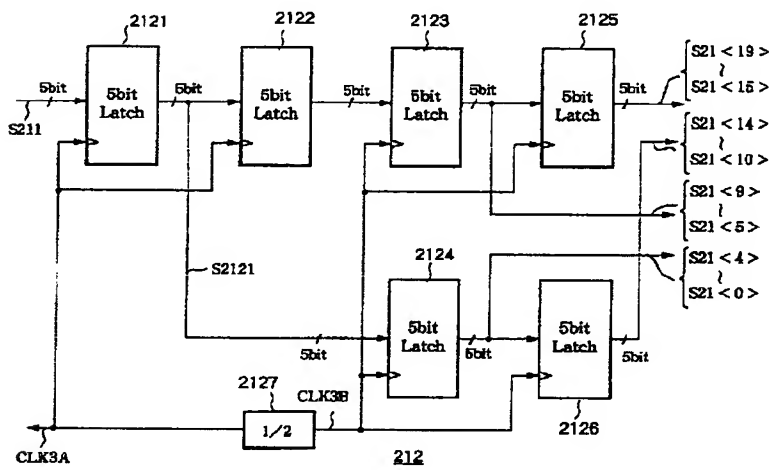 2121
2122
2123
2125
5bit
5bit
Latch
5bit
5bit
Latch
5bit
5bit
Latch
5bit
Latch
5bit
S211
S21 < 19 >
~
S21 < 15 >
S21 < 14 >
~
S21 < 10 >
S21 < 9 >
~
S21 < 5 >
S21 < 4 >
~
S21 < 0 >
S2121
2124
5bit
5bit
Latch
5bit
5bit
Latch
5bit
2127
CLK3B
1/2
2126
CLK3A
212